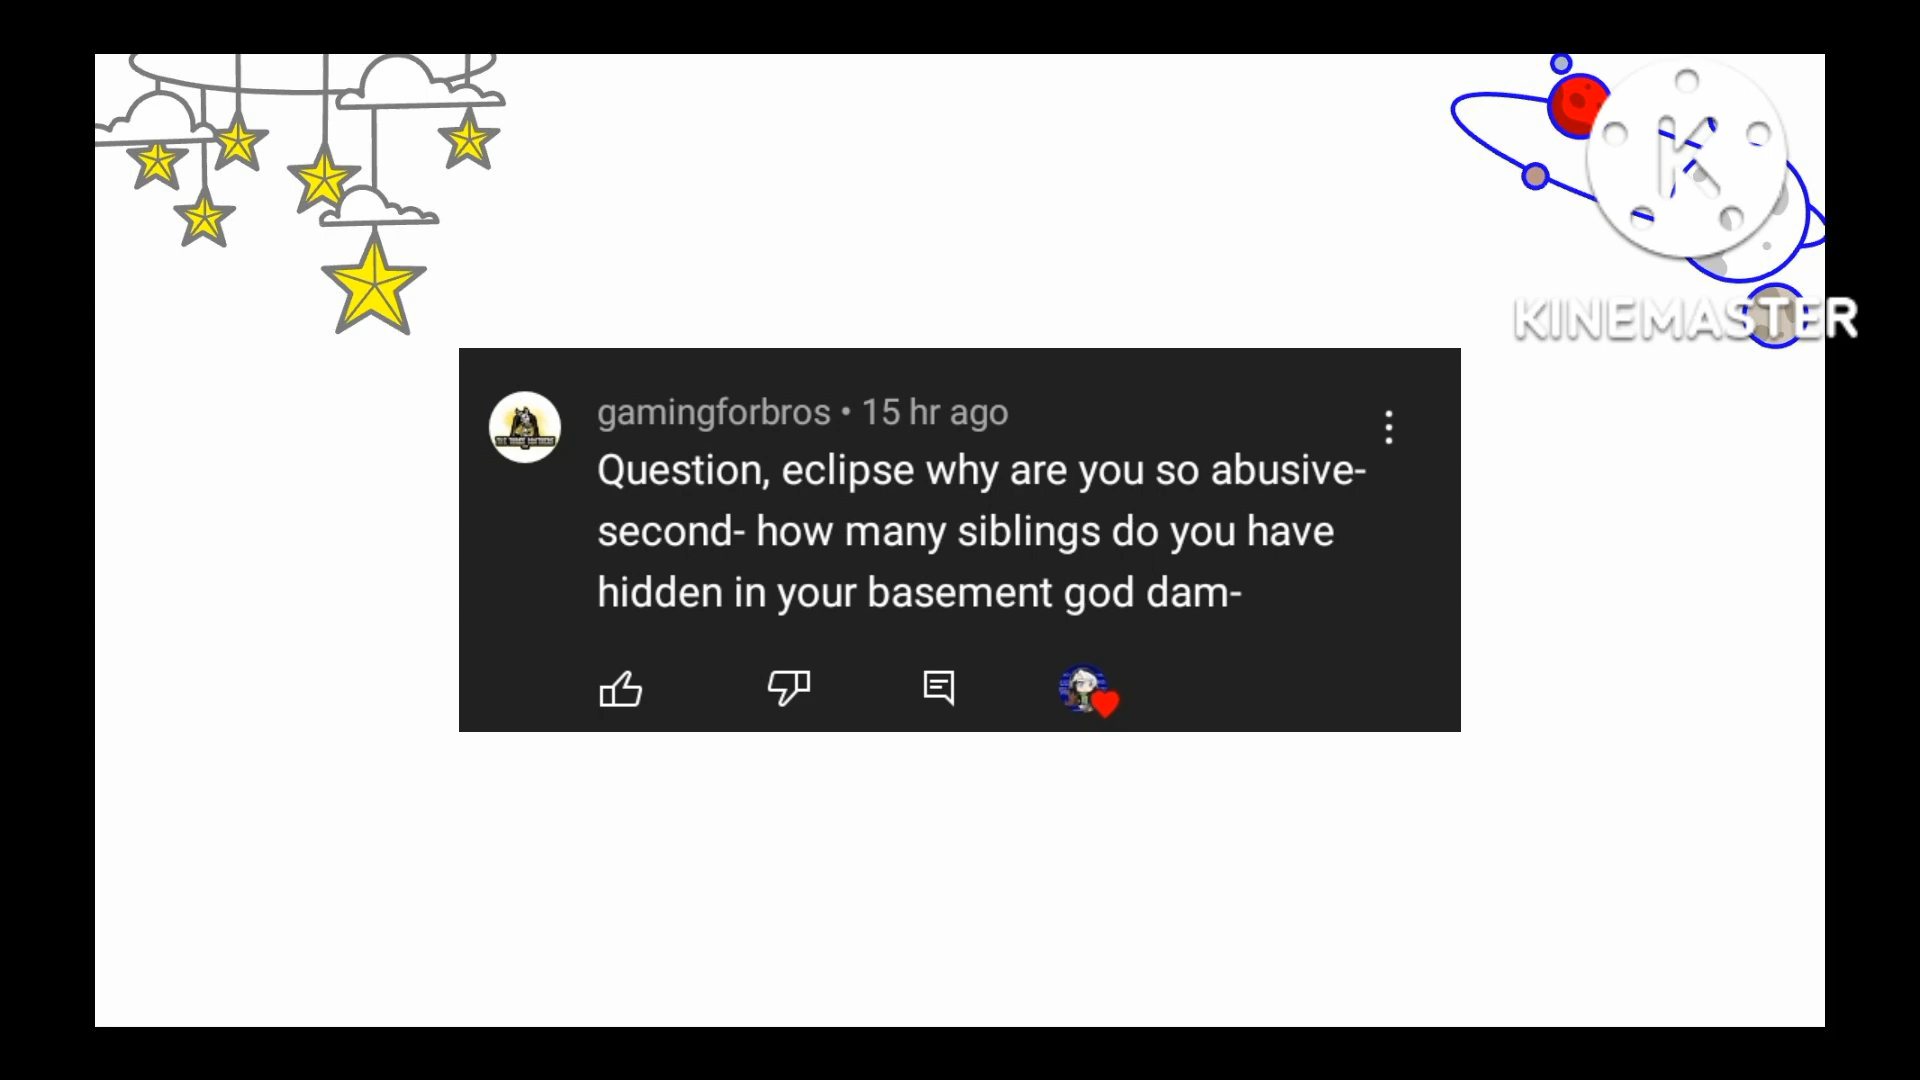 K
KINEMASTER
gamingforbros • 15 hr ago
Question, eclipse why are you so abusive-
second- how many siblings do you have
hidden in your basement god dam-